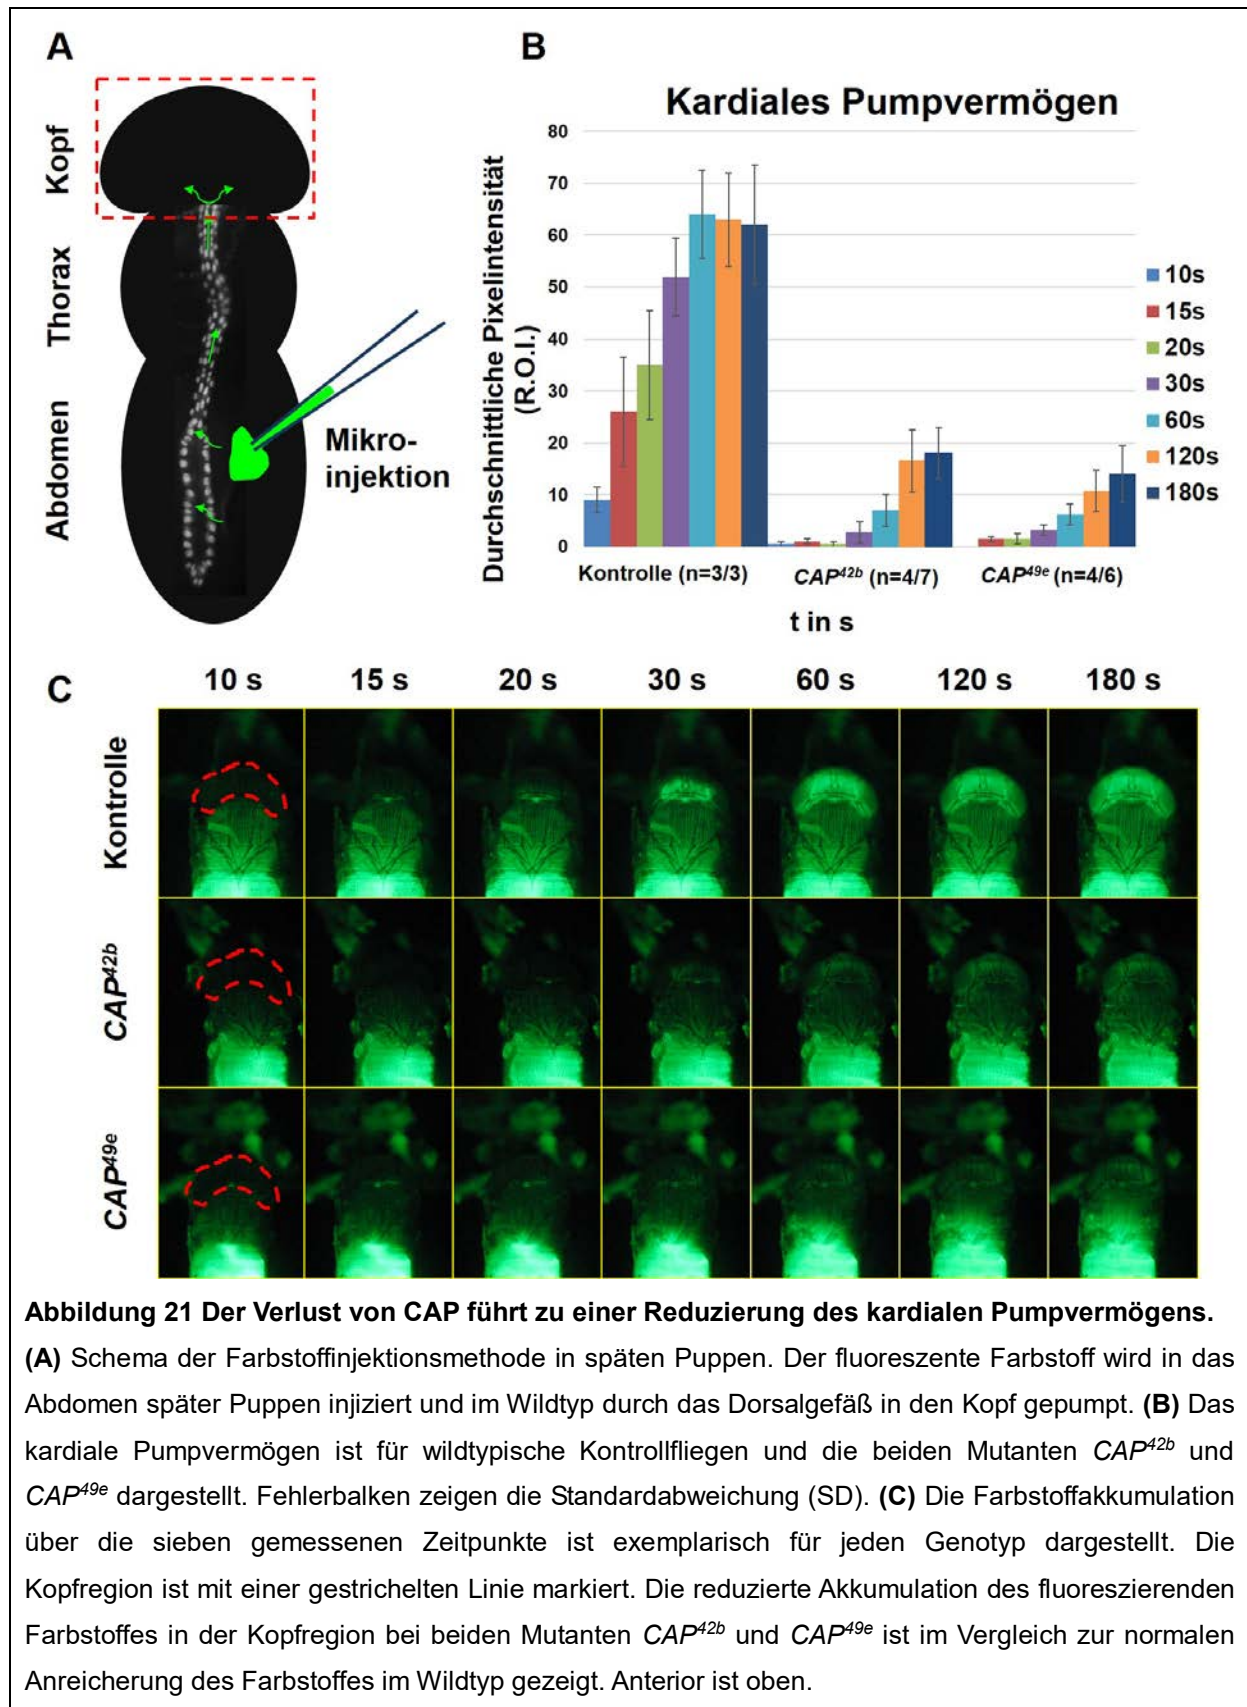 A
Kopf
Thorax
Abdomen
Mikro-
injektion
B
Kardiales Pumpvermögen
Durchschnittliche Pixelintensität
(R.O.I.)
80
70
60
50
40
30
20
10
0
Kontrolle (n=3/3)
CAP42b (n=4/7)
CAP49e (n=4/6)
t in s
10s
15s
20s
30s
60s
120s
180s
C
10 s 15 s 20 s 30 s 60 s 120 s 180 s
Kontrolle
CAP42b
CAP49e
Abbildung 21 Der Verlust von CAP führt zu einer Reduzierung des kardialen Pumpvermögens.
(A) Schema der Farbstoffinjektionsmethode in späten Puppen. Der fluoreszente Farbstoff wird in das
Abdomen später Puppen injiziert und im Wildtyp durch das Dorsalgefäß in den Kopf gepumpt. (B) Das
kardiale Pumpvermögen ist für wildtypische Kontrollfliegen und die beiden Mutanten CAP42b und
CAP49e dargestellt. Fehlerbalken zeigen die Standardabweichung (SD). (C) Die Farbstoffakkumulation
über die sieben gemessenen Zeitpunkte ist exemplarisch für jeden Genotyp dargestellt. Die
Kopfregion ist mit einer gestrichelten Linie markiert. Die reduzierte Akkumulation des fluoreszierenden
Farbstoffes in der Kopfregion bei beiden Mutanten CAP42b und CAP49e ist im Vergleich zur normalen
Anreicherung des Farbstoffes im Wildtyp gezeigt. Anterior ist oben.